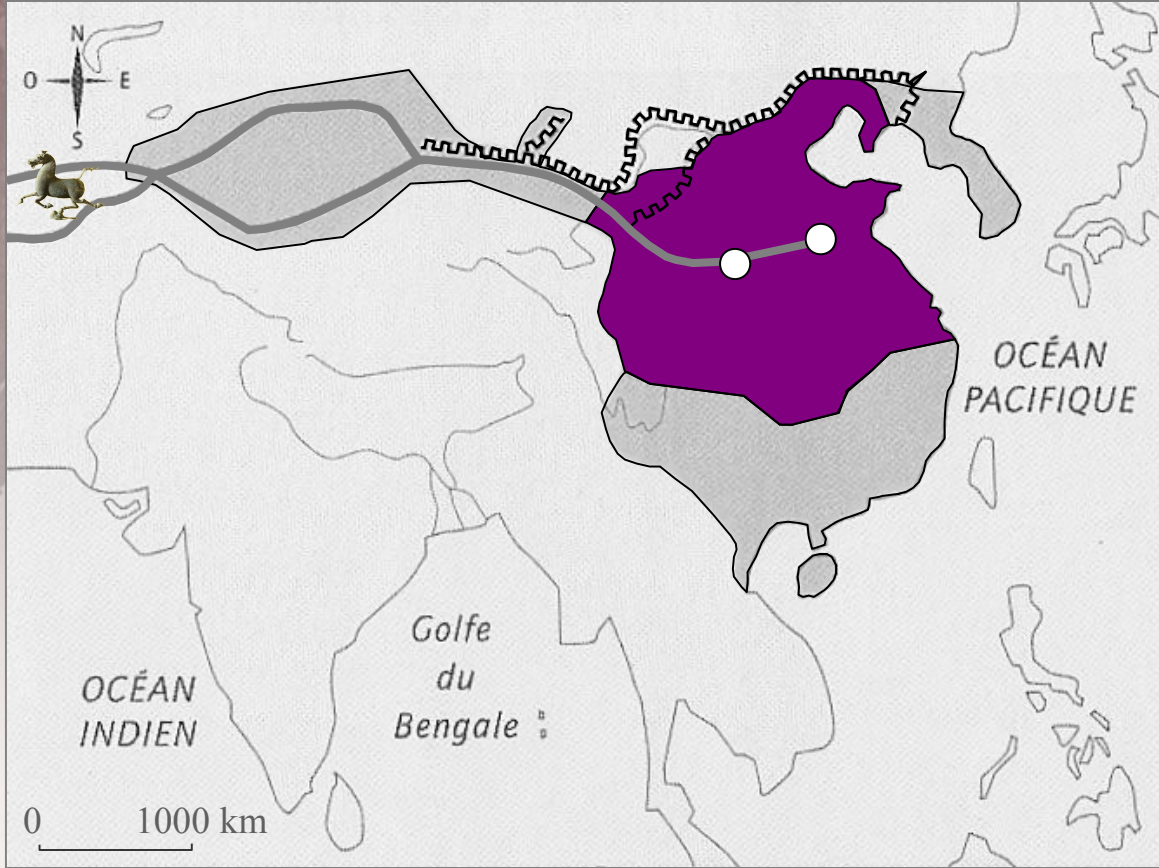 N
O E
S
OCÉAN
PACIFIQUE
Golfe
du
Bengale
OCÉAN
INDIEN
0 1000 km